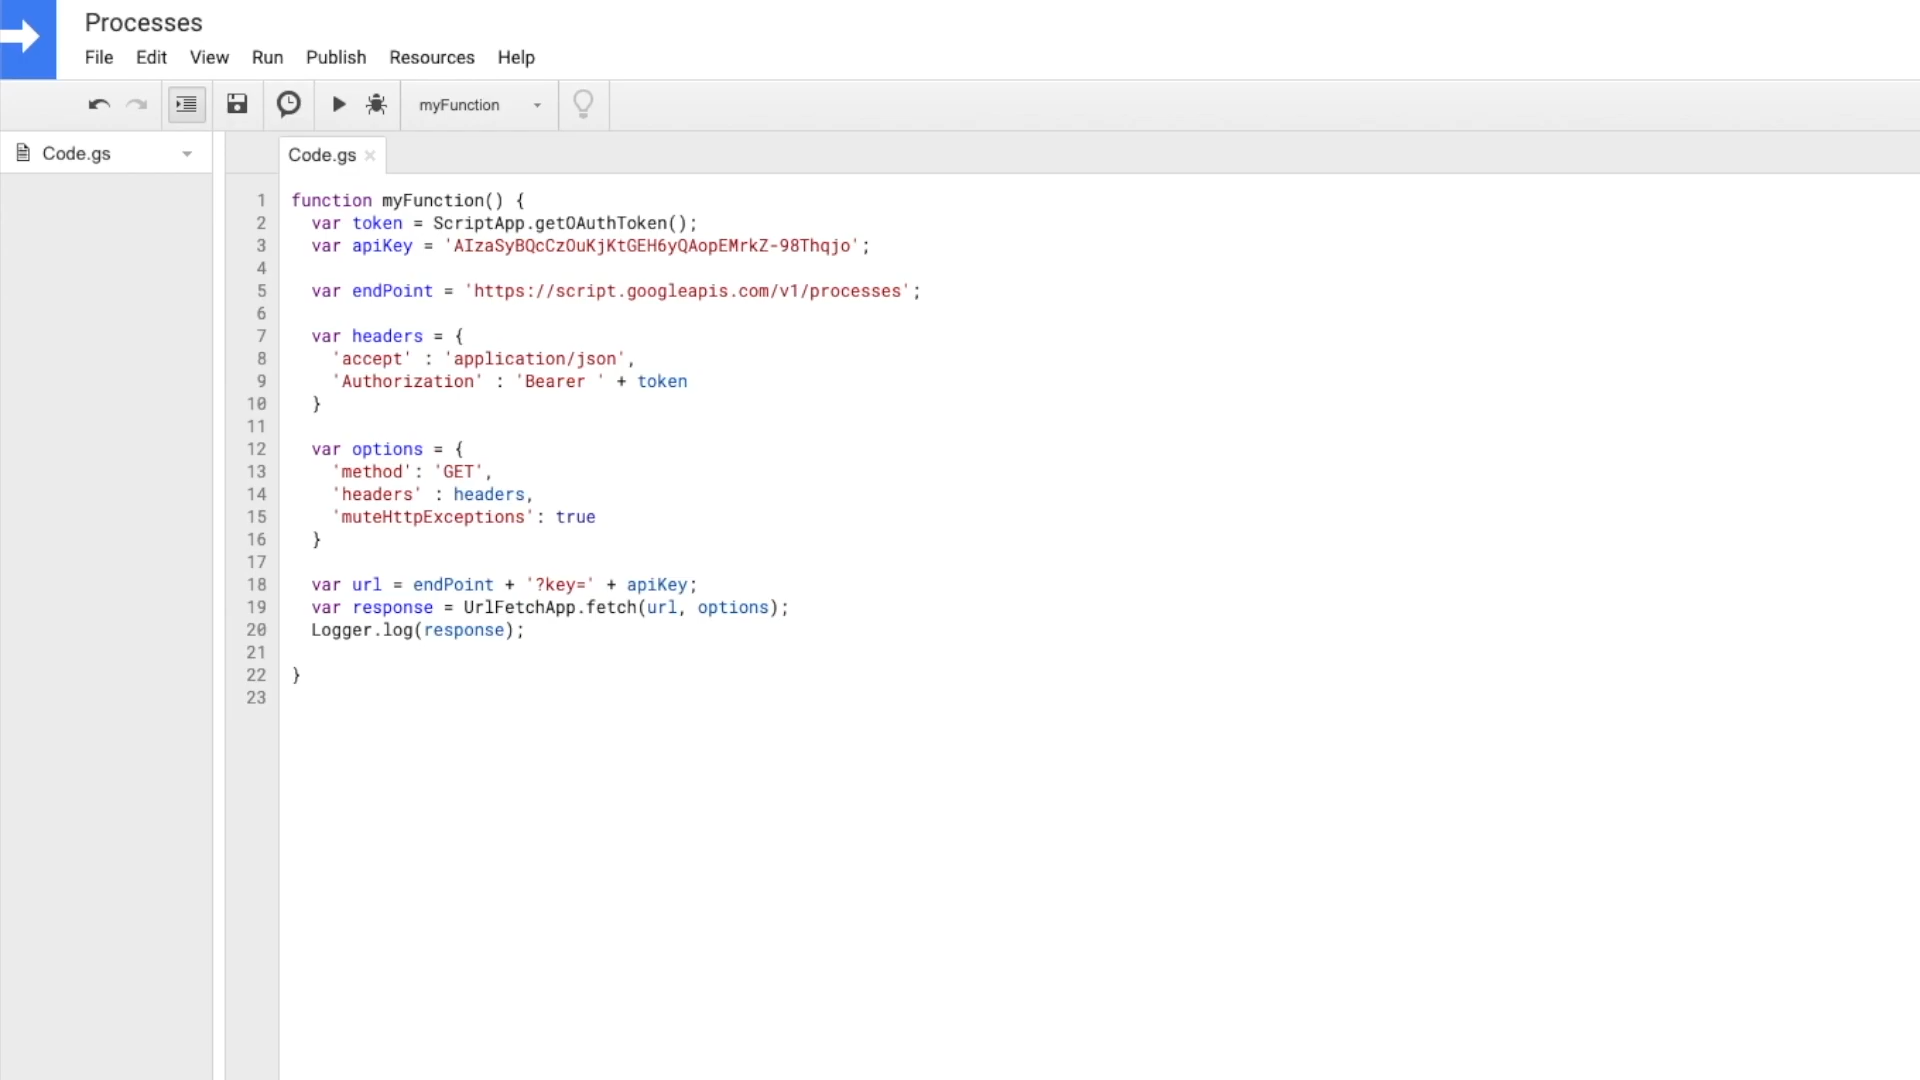 Processes
File Edit View Run Publish Resources Help
myFunction
Code.gs
Code.gs
1 function myFunction() {
2 var token = ScriptApp.getOAuthToken();
3 var apiKey = 'AIzaSyBQcCzOuKjKtGEH6yQAopEMrkZ-98Thqjo';
4
5 var endPoint = 'https://script.googleapis.com/v1/processes';
6
7 var headers = {
8 'accept' : 'application/json',
9 'Authorization' : 'Bearer ' + token
10 }
11
12 var options = {
13 'method': 'GET',
14 'headers' : headers,
15 'muteHttpExceptions': true
16 }
17
18 var url = endPoint + '?key=' + apiKey;
19 var response = UrlFetchApp.fetch(url, options);
20 Logger.log(response);
21
22 }
23